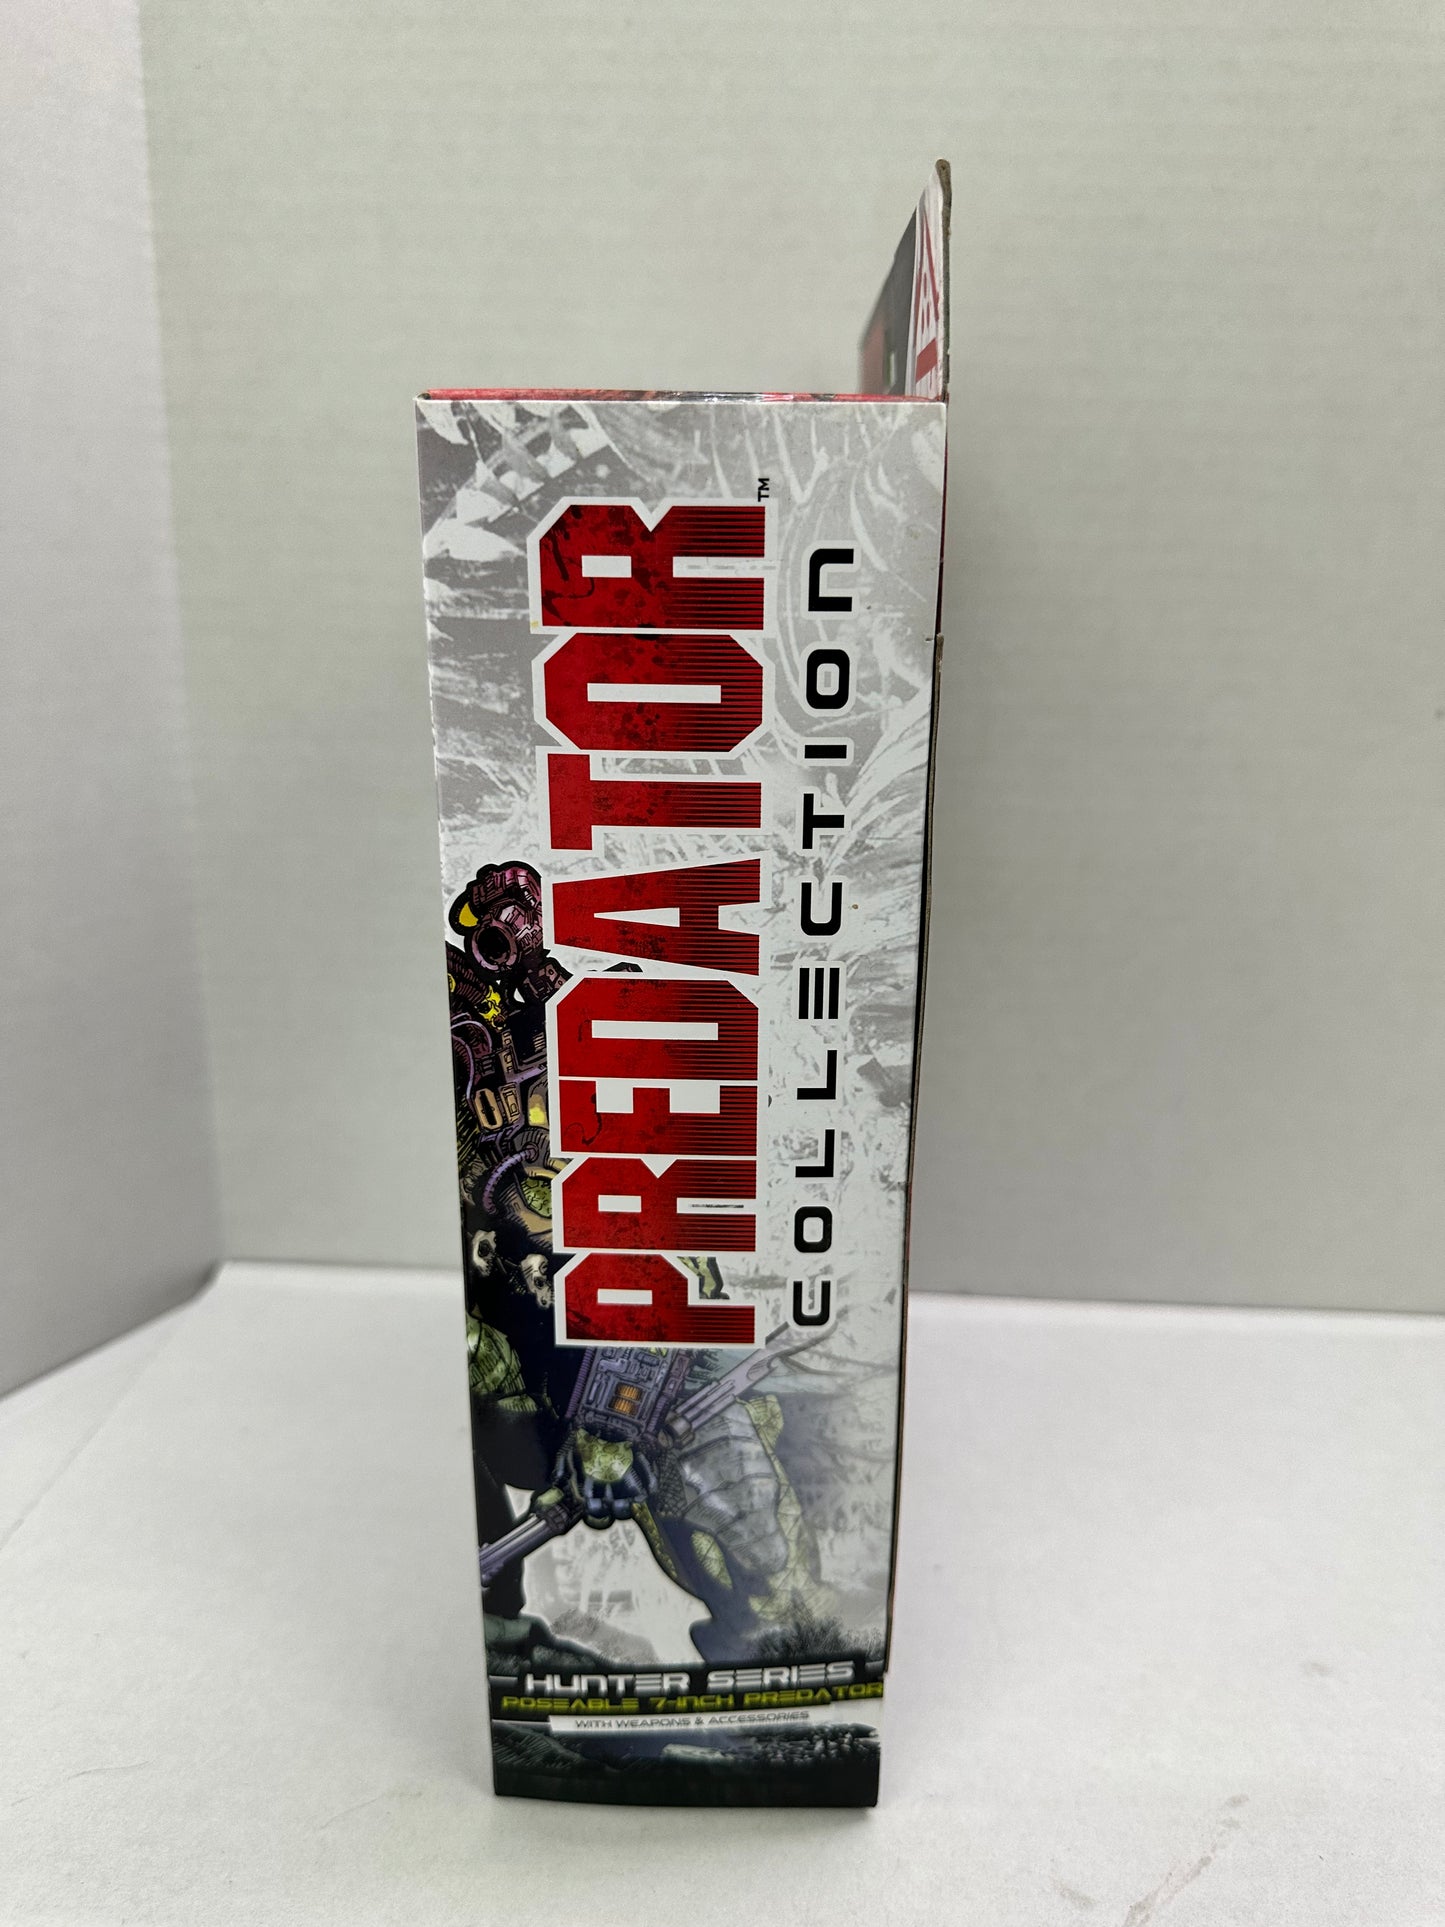 PREDATOR™
COLLECTION
HUNTER SERIES
POSEABLE 7-INCH PREDATOR
WITH WEAPONS & ACCESSORIES